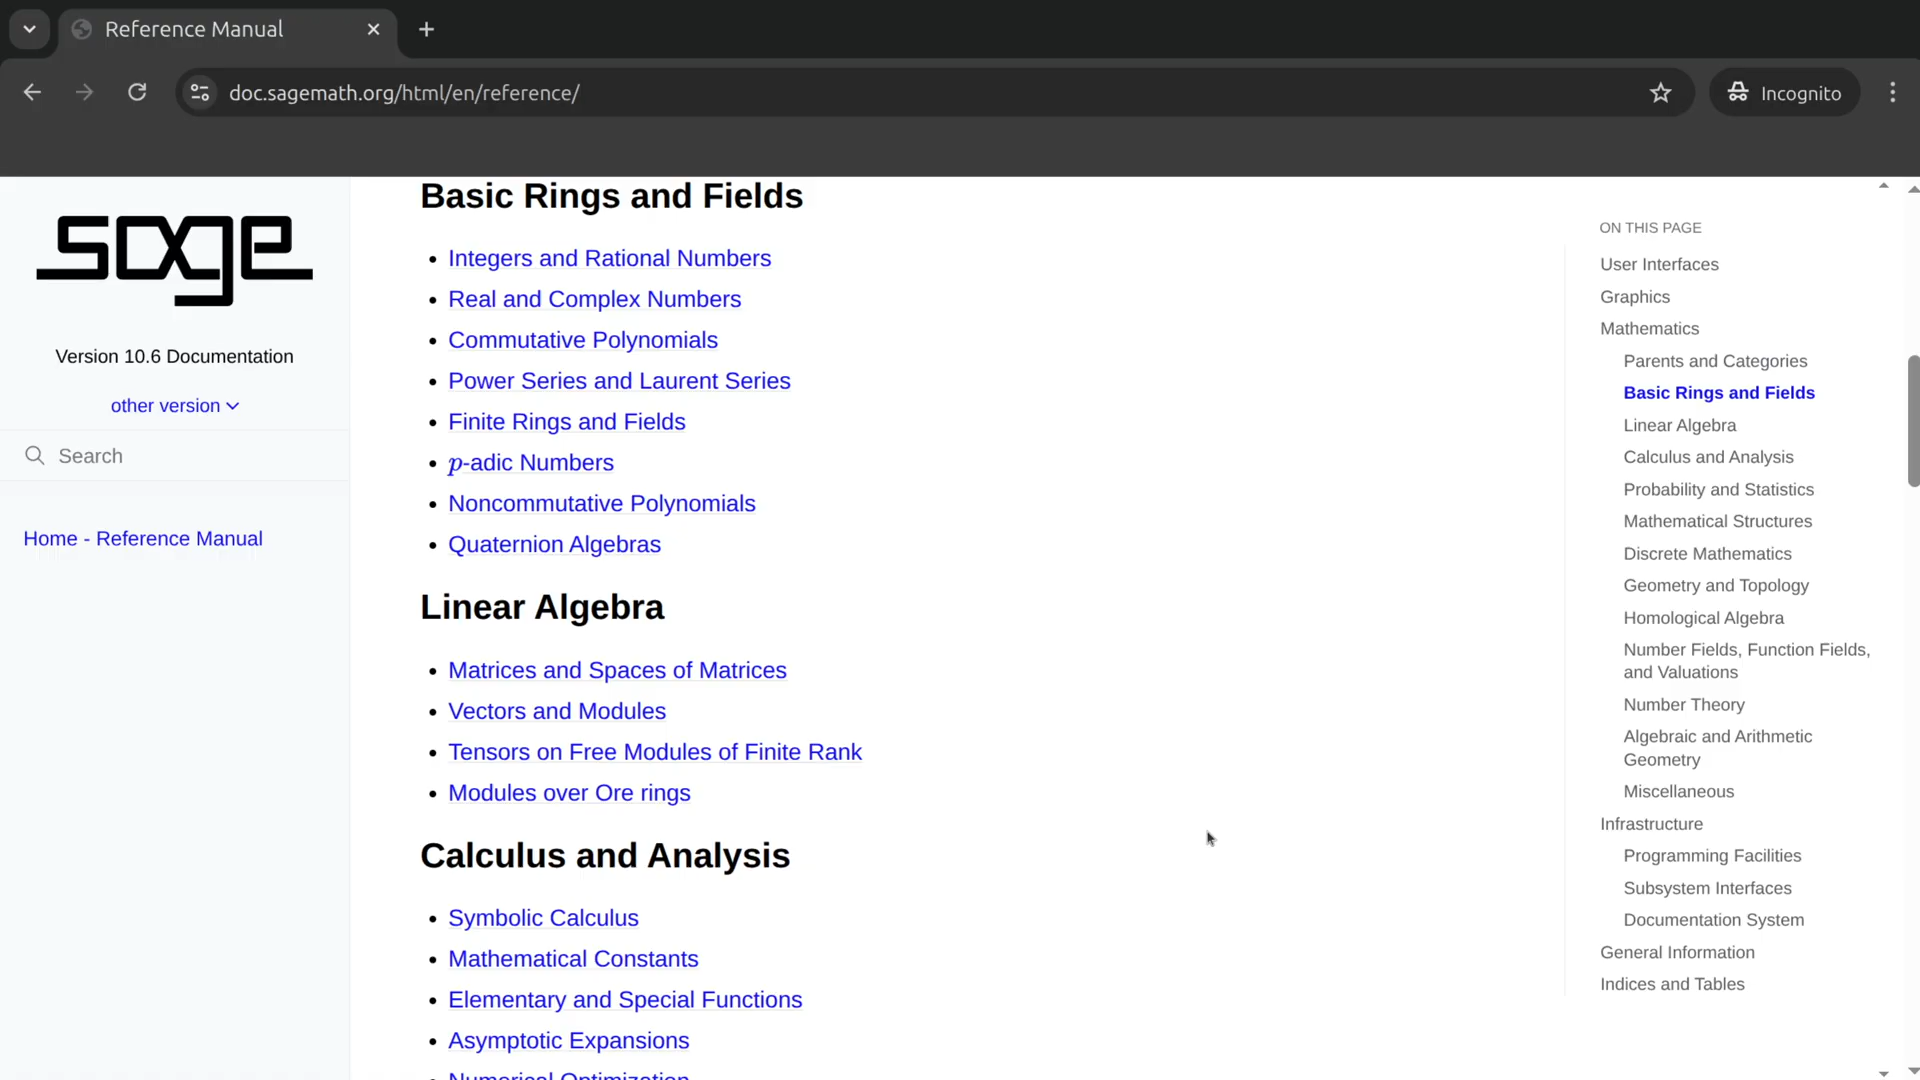 Reference Manual
doc.sagemath.org/html/en/reference/
Incognito
sage
Version 10.6 Documentation
other version
Search
Home - Reference Manual
Basic Rings and Fields
Integers and Rational Numbers
Real and Complex Numbers
Commutative Polynomials
Power Series and Laurent Series
Finite Rings and Fields
p-adic Numbers
Noncommutative Polynomials
Quaternion Algebras
Linear Algebra
Matrices and Spaces of Matrices
Vectors and Modules
Tensors on Free Modules of Finite Rank
Modules over Ore rings
Calculus and Analysis
Symbolic Calculus
Mathematical Constants
Elementary and Special Functions
Asymptotic Expansions
Numerical Optimization
ON THIS PAGE
User Interfaces
Graphics
Mathematics
Parents and Categories
Basic Rings and Fields
Linear Algebra
Calculus and Analysis
Probability and Statistics
Mathematical Structures
Discrete Mathematics
Geometry and Topology
Homological Algebra
Number Fields, Function Fields,
and Valuations
Number Theory
Algebraic and Arithmetic
Geometry
Miscellaneous
Infrastructure
Programming Facilities
Subsystem Interfaces
Documentation System
General Information
Indices and Tables